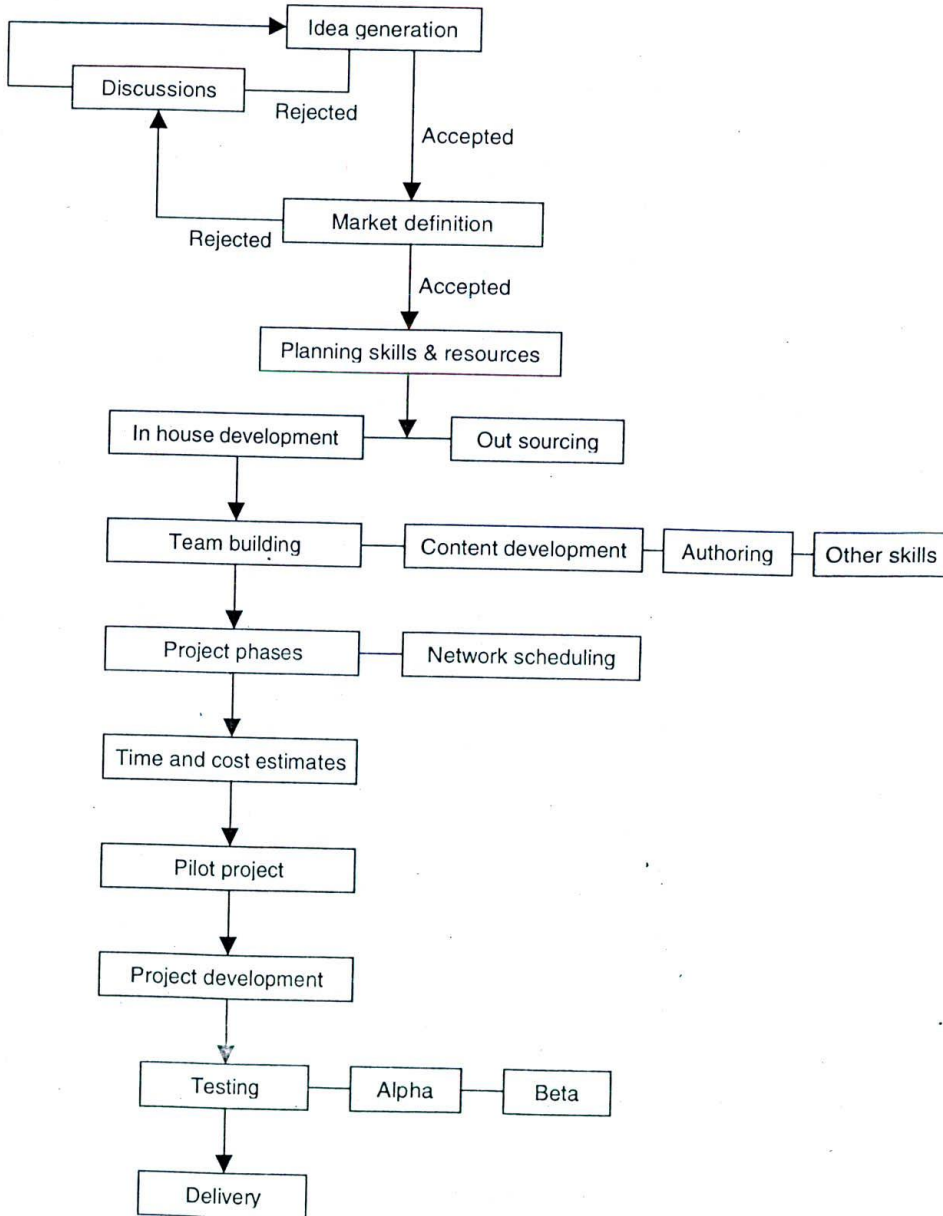 Idea generation
Discussions
Rejected
Accepted
Market definition
Rejected
Accepted
Planning skills & resources
In house development
Out sourcing
Team building
Content development
Authoring
Other skills
Project phases
Network scheduling
Time and cost estimates
Pilot project
Project development
Testing
Alpha
Beta
Delivery